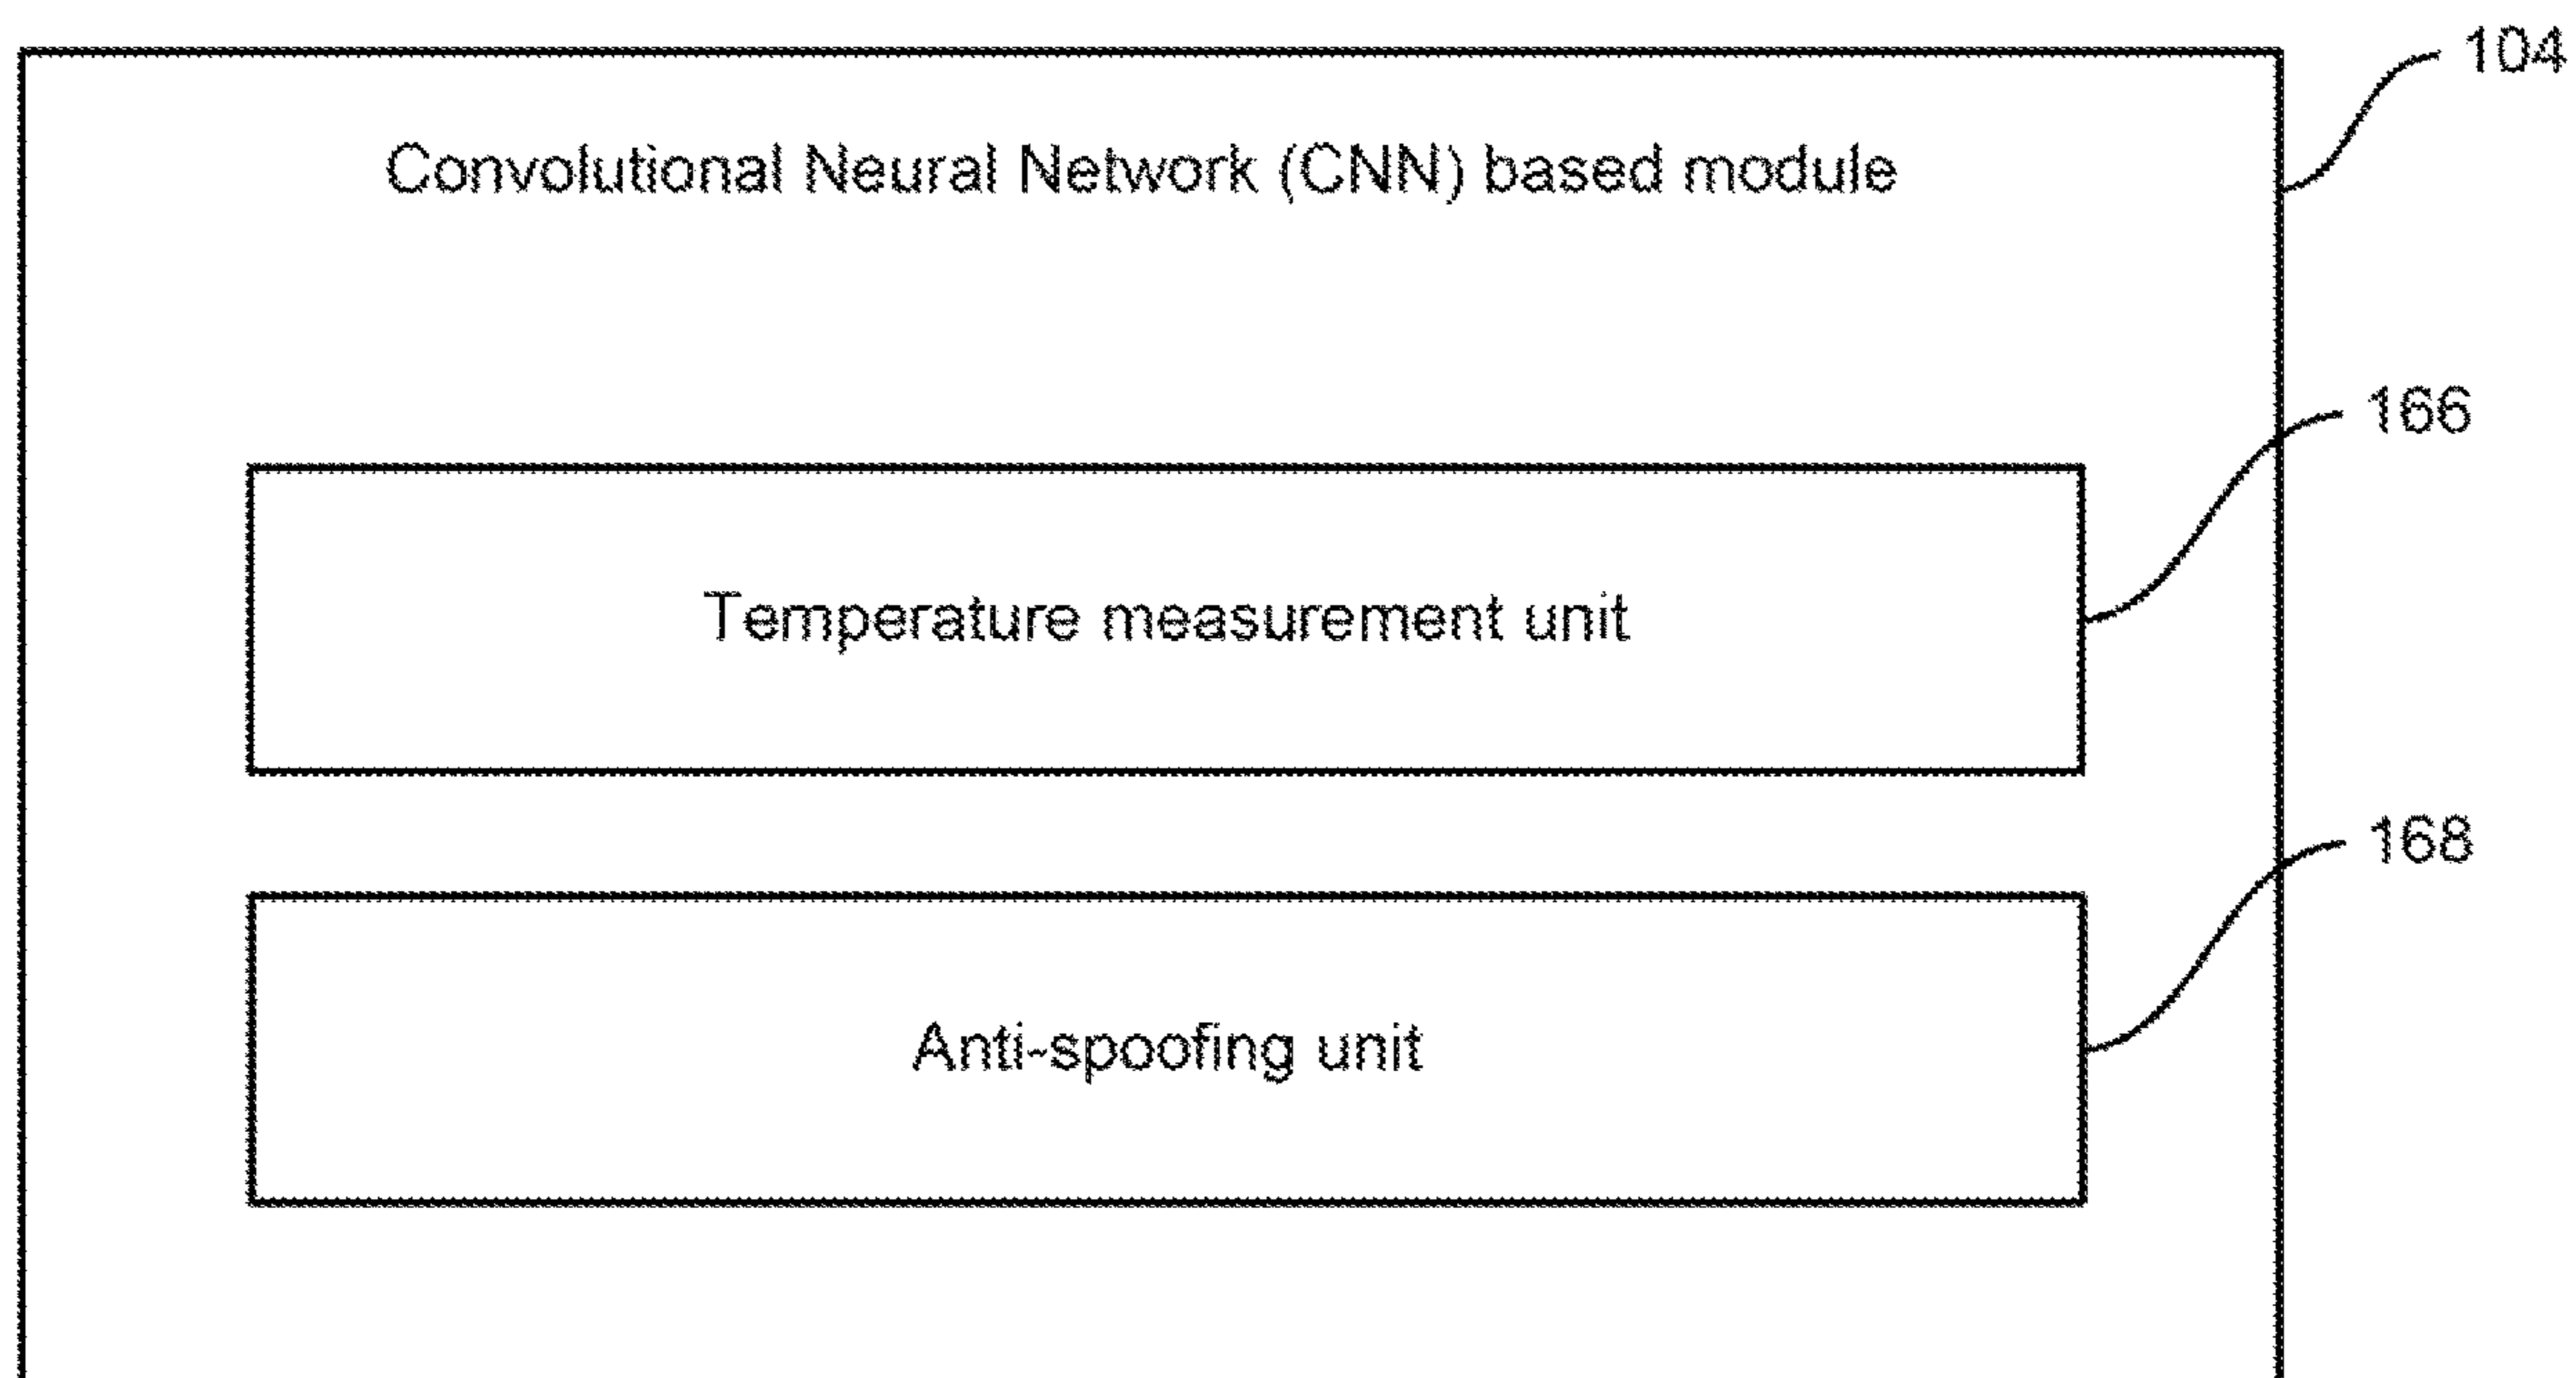 104
Convolutional Neural Network (CNN) based module
166
Temperature measurement unit
168
Anti-spoofing unit